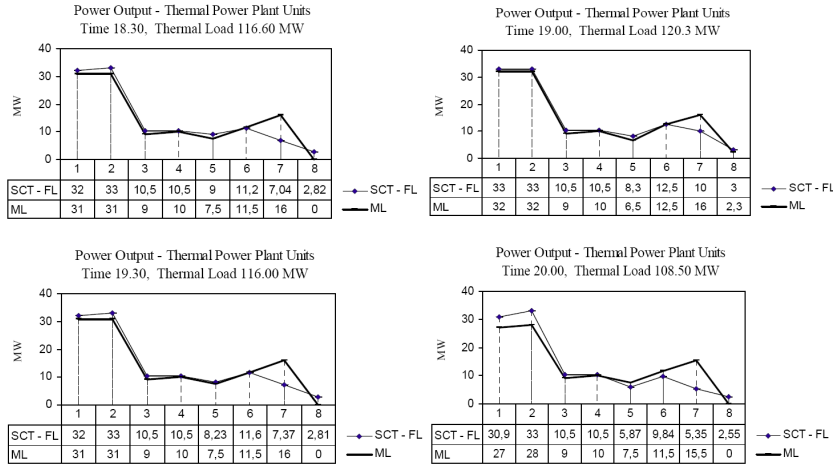 Power Output - Thermal Power Plant Units
Time 18.30, Thermal Load 116.60 MW
MW
40
30
20
10
0
1 2 3 4 5 6 7 8
SCT - FL 32 33 10,5 10,5 9 11,2 7,04 2,82
ML 31 31 9 10 7,5 11,5 16 0
SCT - FL
ML
Power Output - Thermal Power Plant Units
Time 19.00, Thermal Load 120.3 MW
MW
40
30
20
10
0
1 2 3 4 5 6 7 8
SCT - FL 33 33 10,5 10,5 8,3 12,5 10 3
ML 32 32 9 10 6,5 12,5 16 2,3
SCT - FL
ML
Power Output - Thermal Power Plant Units
Time 19.30, Thermal Load 116.00 MW
MW
40
30
20
10
0
1 2 3 4 5 6 7 8
SCT - FL 32 33 10,5 10,5 8,23 11,6 7,37 2,81
ML 31 31 9 10 7,5 11,5 16 0
SCT - FL
ML
Power Output - Thermal Power Plant Units
Time 20.00, Thermal Load 108.50 MW
MW
40
30
20
10
0
1 2 3 4 5 6 7 8
SCT - FL 30,9 33 10,5 10,5 5,87 9,84 5,35 2,55
ML 27 28 9 10 7,5 11,5 15,5 0
SCT - FL
ML